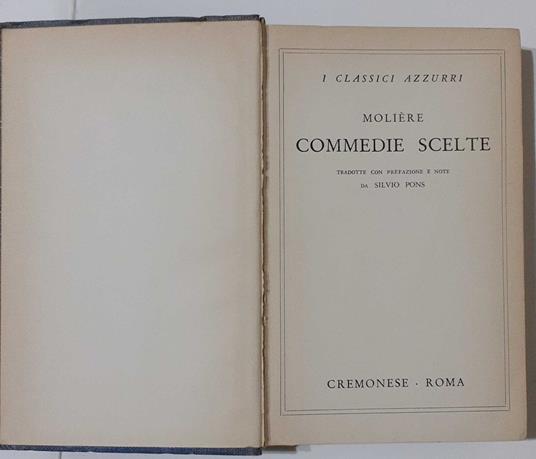 I CLASSICI AZZURRI
MOLIÈRE
COMMEDIE SCELTE
TRADOTTE CON PREFAZIONE E NOTE
DA SILVIO PONS
CREMONESE · ROMA